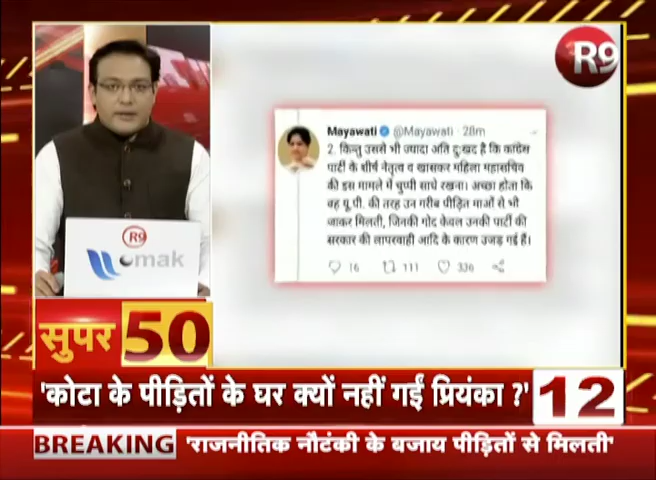 R9
Mayawati @Mayawati · 28m
2. किन्तु उससे भी ज्यादा अति दुःखद है कि कांग्रेस
पार्टी के शीर्ष नेतृत्व व खासकर महिला महासचिव
की इस मामले में चुप्पी साधे रखना। अच्छा होता कि
वह यू.पी. की तरह उन गरीब पीड़ित माओं से भी
जाकर मिलती, जिनकी गोद केवल उनकी पार्टी की
सरकार की लापरवाही आदि के कारण उजड़ गई हैं।
16 111 336
R9
omak
सुपर 50
'कोटा के पीड़ितों के घर क्यों नहीं गईं प्रियंका ?' 12
BREAKING 'राजनीतिक नौटंकी के बजाय पीड़ितों से मिलती'